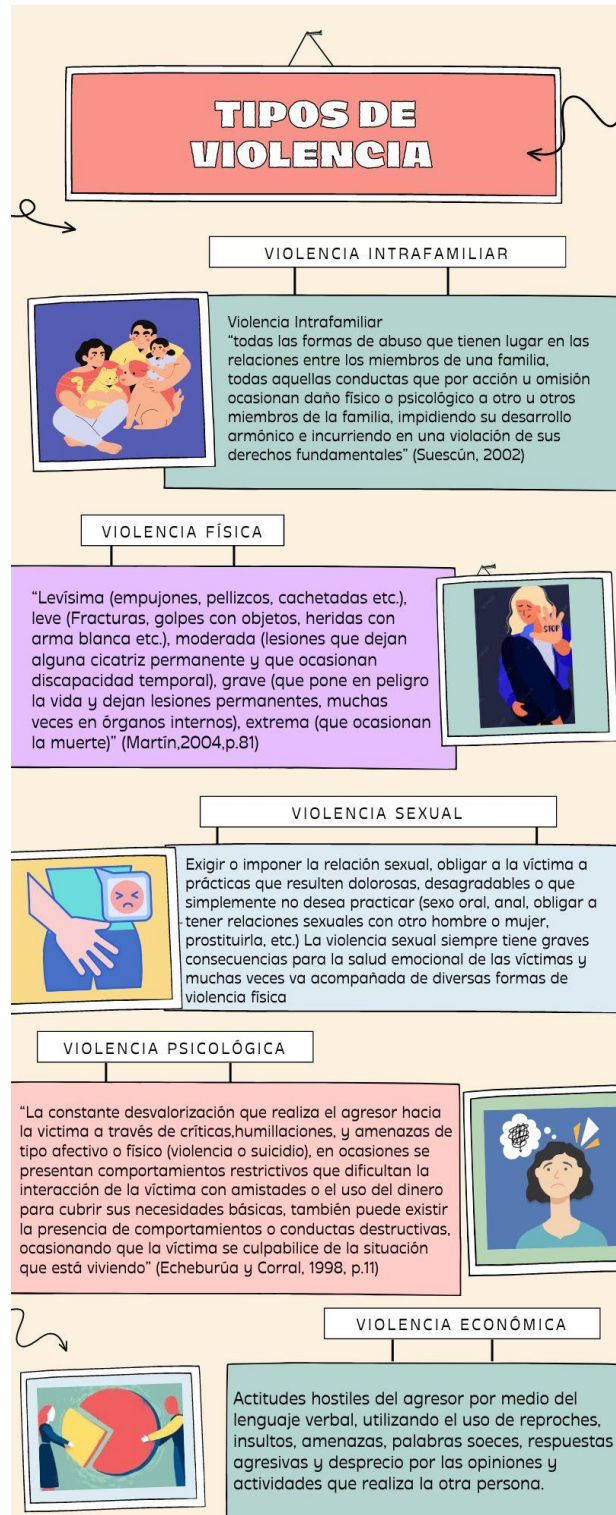 TIPOS DE
VIOLENCIA
VIOLENCIA INTRAFAMILIAR
Violencia Intrafamiliar
“todas las formas de abuso que tienen lugar en las
relaciones entre los miembros de una familia,
todas aquellas conductas que por acción u omisión
ocasionan daño físico o psicológico a otro u otros
miembros de la familia, impidiendo su desarrollo
armónico e incurriendo en una violación de sus
derechos fundamentales” (Suescún, 2002)
VIOLENCIA FÍSICA
“Levísima (empujones, pellizcos, cachetadas etc.),
leve (Fracturas, golpes con objetos, heridas con
arma blanca etc.), moderada (lesiones que dejan
alguna cicatriz permanente y que ocasionan
discapacidad temporal), grave (que pone en peligro
la vida y dejan lesiones permanentes, muchas
veces en órganos internos), extrema (que ocasionan
la muerte)” (Martín,2004,p.81)
STOP
VIOLENCIA SEXUAL
Exigir o imponer la relación sexual, obligar a la víctima a
prácticas que resulten dolorosas, desagradables o que
simplemente no desea practicar (sexo oral, anal, obligar a
tener relaciones sexuales con otro hombre o mujer,
prostituirla, etc.) La violencia sexual siempre tiene graves
consecuencias para la salud emocional de las víctimas y
muchas veces va acompañada de diversas formas de
violencia física
VIOLENCIA PSICOLÓGICA
“La constante desvalorización que realiza el agresor hacia
la victima a través de críticas,humillaciones, y amenazas de
tipo afectivo o físico (violencia o suicidio), en ocasiones se
presentan comportamientos restrictivos que dificultan la
interacción de la víctima con amistades o el uso del dinero
para cubrir sus necesidades básicas, también puede existir
la presencia de comportamientos o conductas destructivas,
ocasionando que la víctima se culpabilice de la situación
que está viviendo” (Echeburúa y Corral, 1998, p.11)
VIOLENCIA ECONÓMICA
Actitudes hostiles del agresor por medio del
lenguaje verbal, utilizando el uso de reproches,
insultos, amenazas, palabras soeces, respuestas
agresivas y desprecio por las opiniones y
actividades que realiza la otra persona.